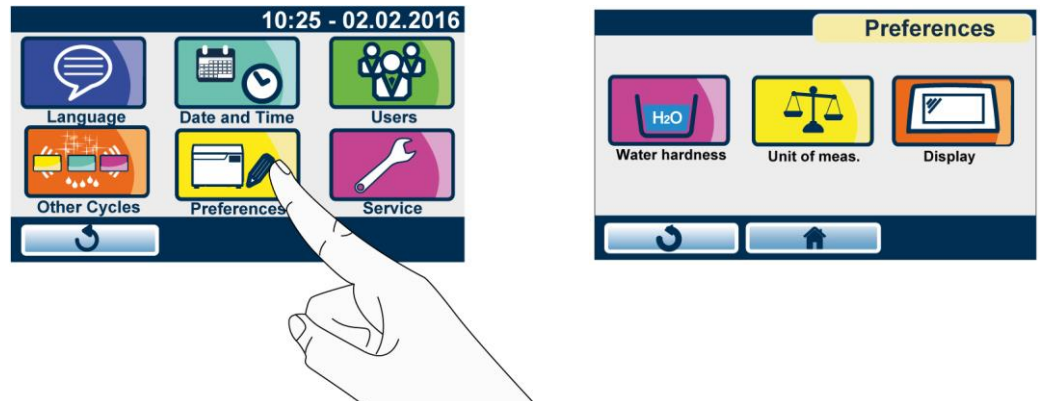 10:25 - 02.02.2016
Language Date and Time Users
Other Cycles Preferences Service
Preferences
H2O
Water hardness Unit of meas. Display